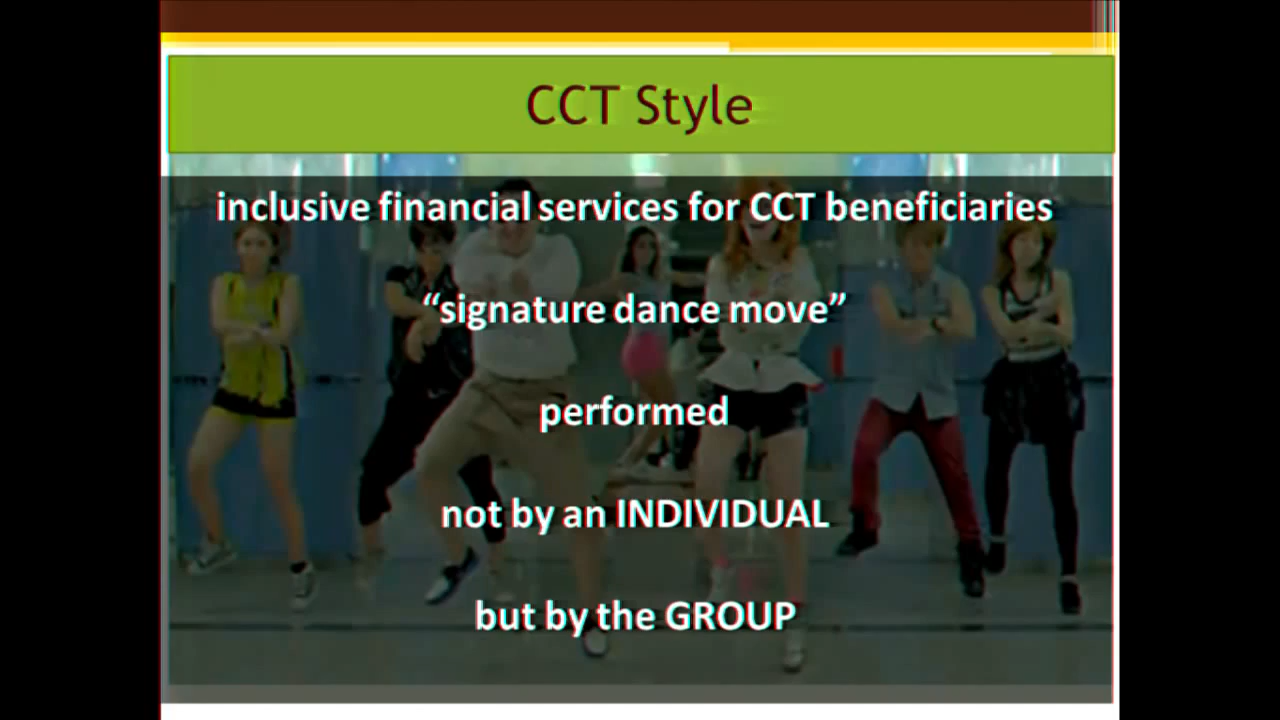 CCT Style
inclusive financial services for CCT beneficiaries
“signature dance move”
performed
not by an INDIVIDUAL
but by the GROUP